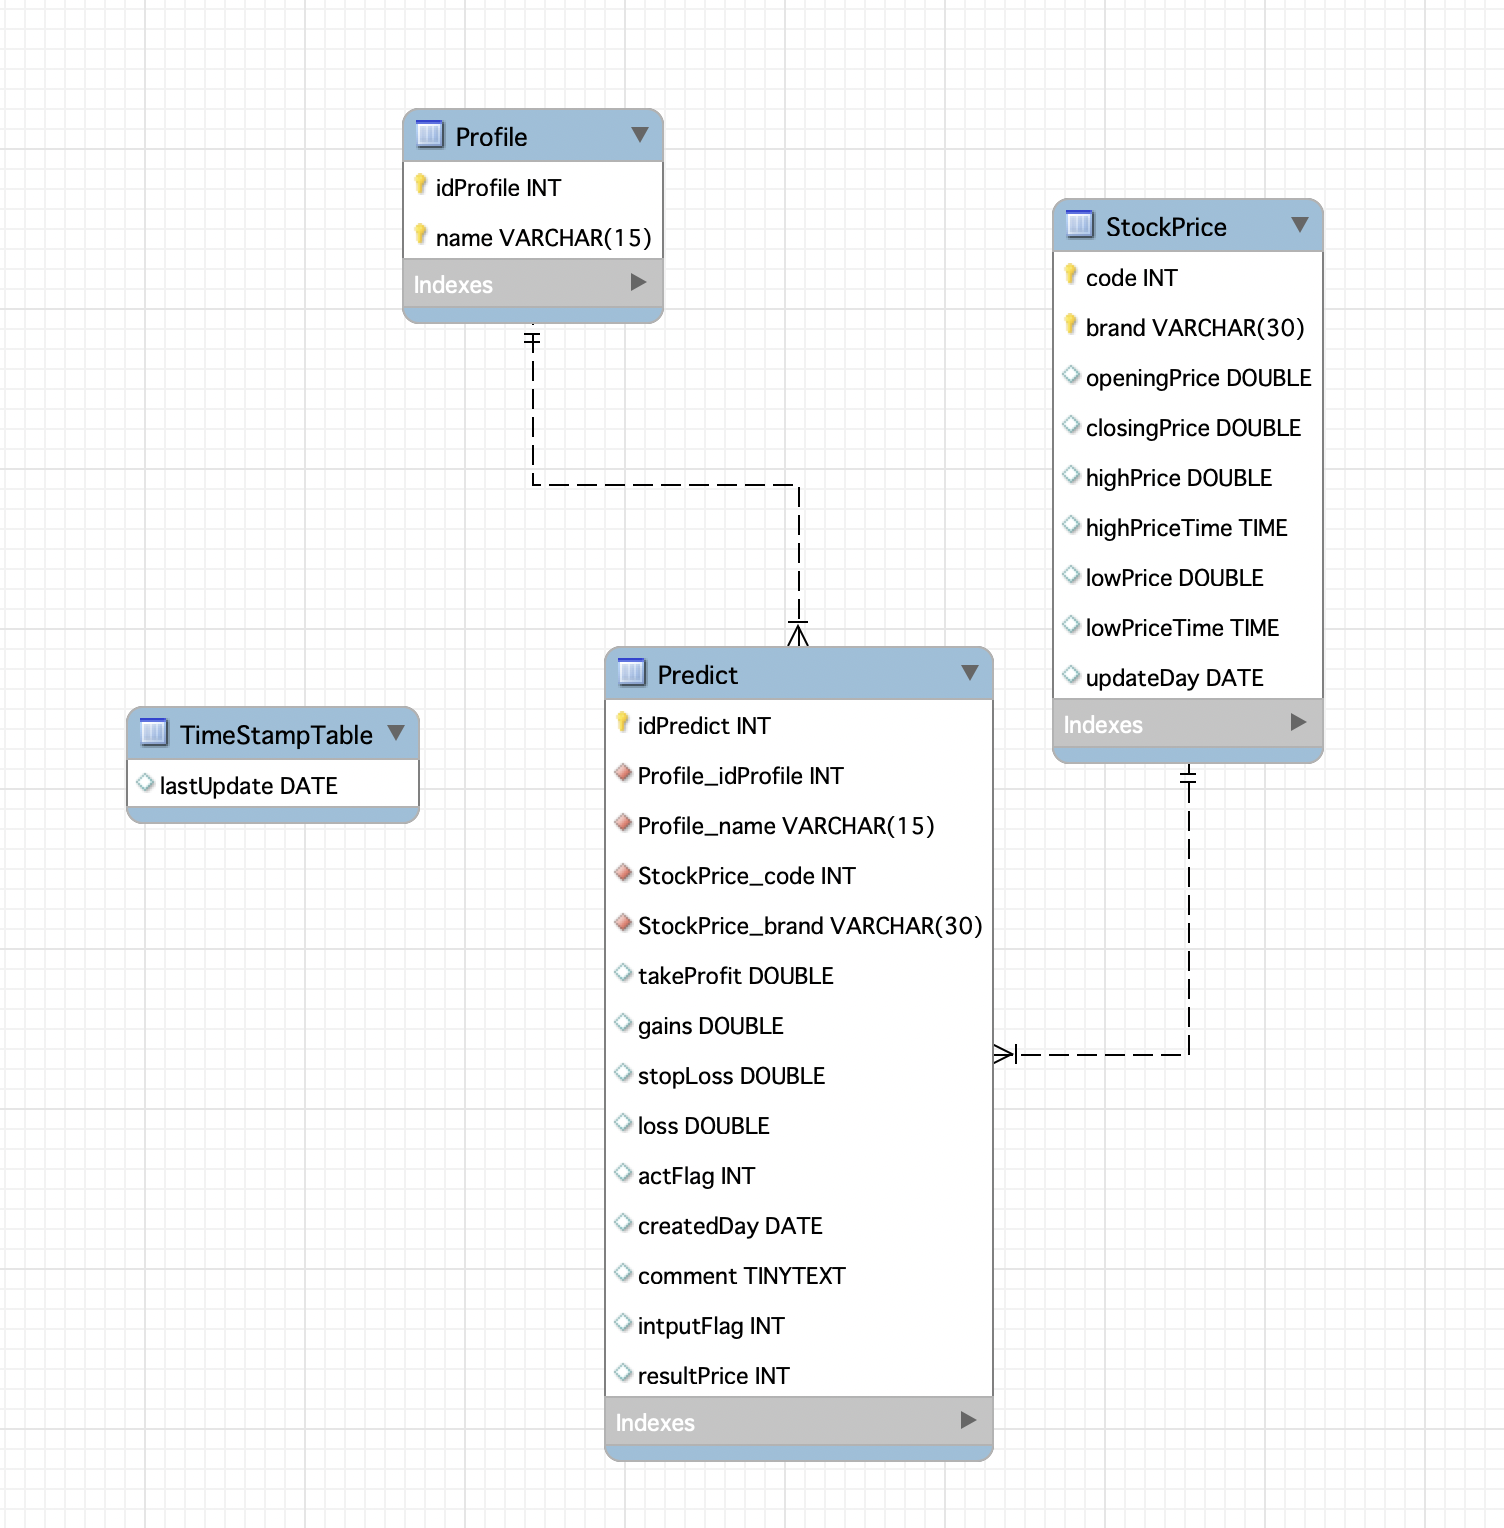 Profile
idProfile INT
name VARCHAR(15)
Indexes
StockPrice
code INT
brand VARCHAR(30)
openingPrice DOUBLE
closingPrice DOUBLE
highPrice DOUBLE
highPriceTime TIME
lowPrice DOUBLE
lowPriceTime TIME
updateDay DATE
Indexes
TimeStampTable
lastUpdate DATE
Predict
idPredict INT
Profile_idProfile INT
Profile_name VARCHAR(15)
StockPrice_code INT
StockPrice_brand VARCHAR(30)
takeProfit DOUBLE
gains DOUBLE
stopLoss DOUBLE
loss DOUBLE
actFlag INT
createdDay DATE
comment TINYTEXT
intputFlag INT
resultPrice INT
Indexes